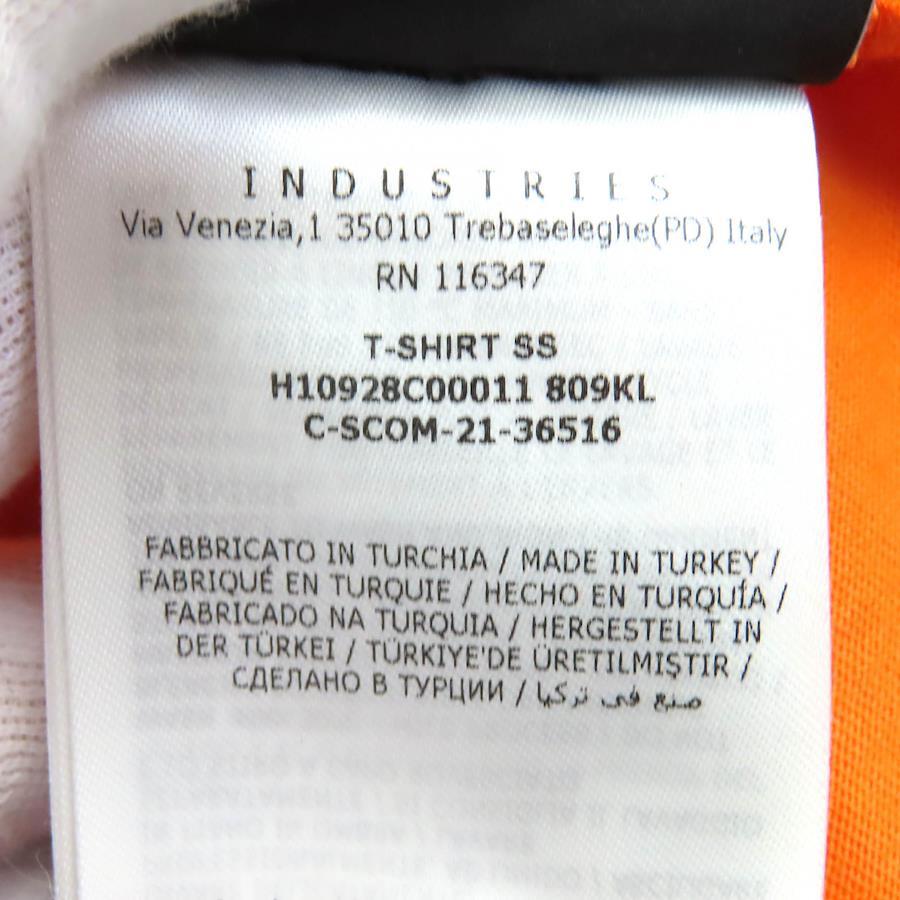 INDUSTRIES
Via Venezia,1 35010 Trebaseleghe(PD) Italy
RN 116347
T-SHIRT SS
H10928C00011 809KL
C-SCOM-21-36516
FABBRICATO IN TURCHIA / MADE IN TURKEY /
FABRIQUÉ EN TURQUIE / HECHO EN TURQUÍA /
FABRICADO NA TURQUIA / HERGESTELLT IN
DER TÜRKEI / TÜRKIYE'DE ÜRETILMIŞTIR /
СДЕЛАНО В ТУРЦИИ / صنع في تركيا